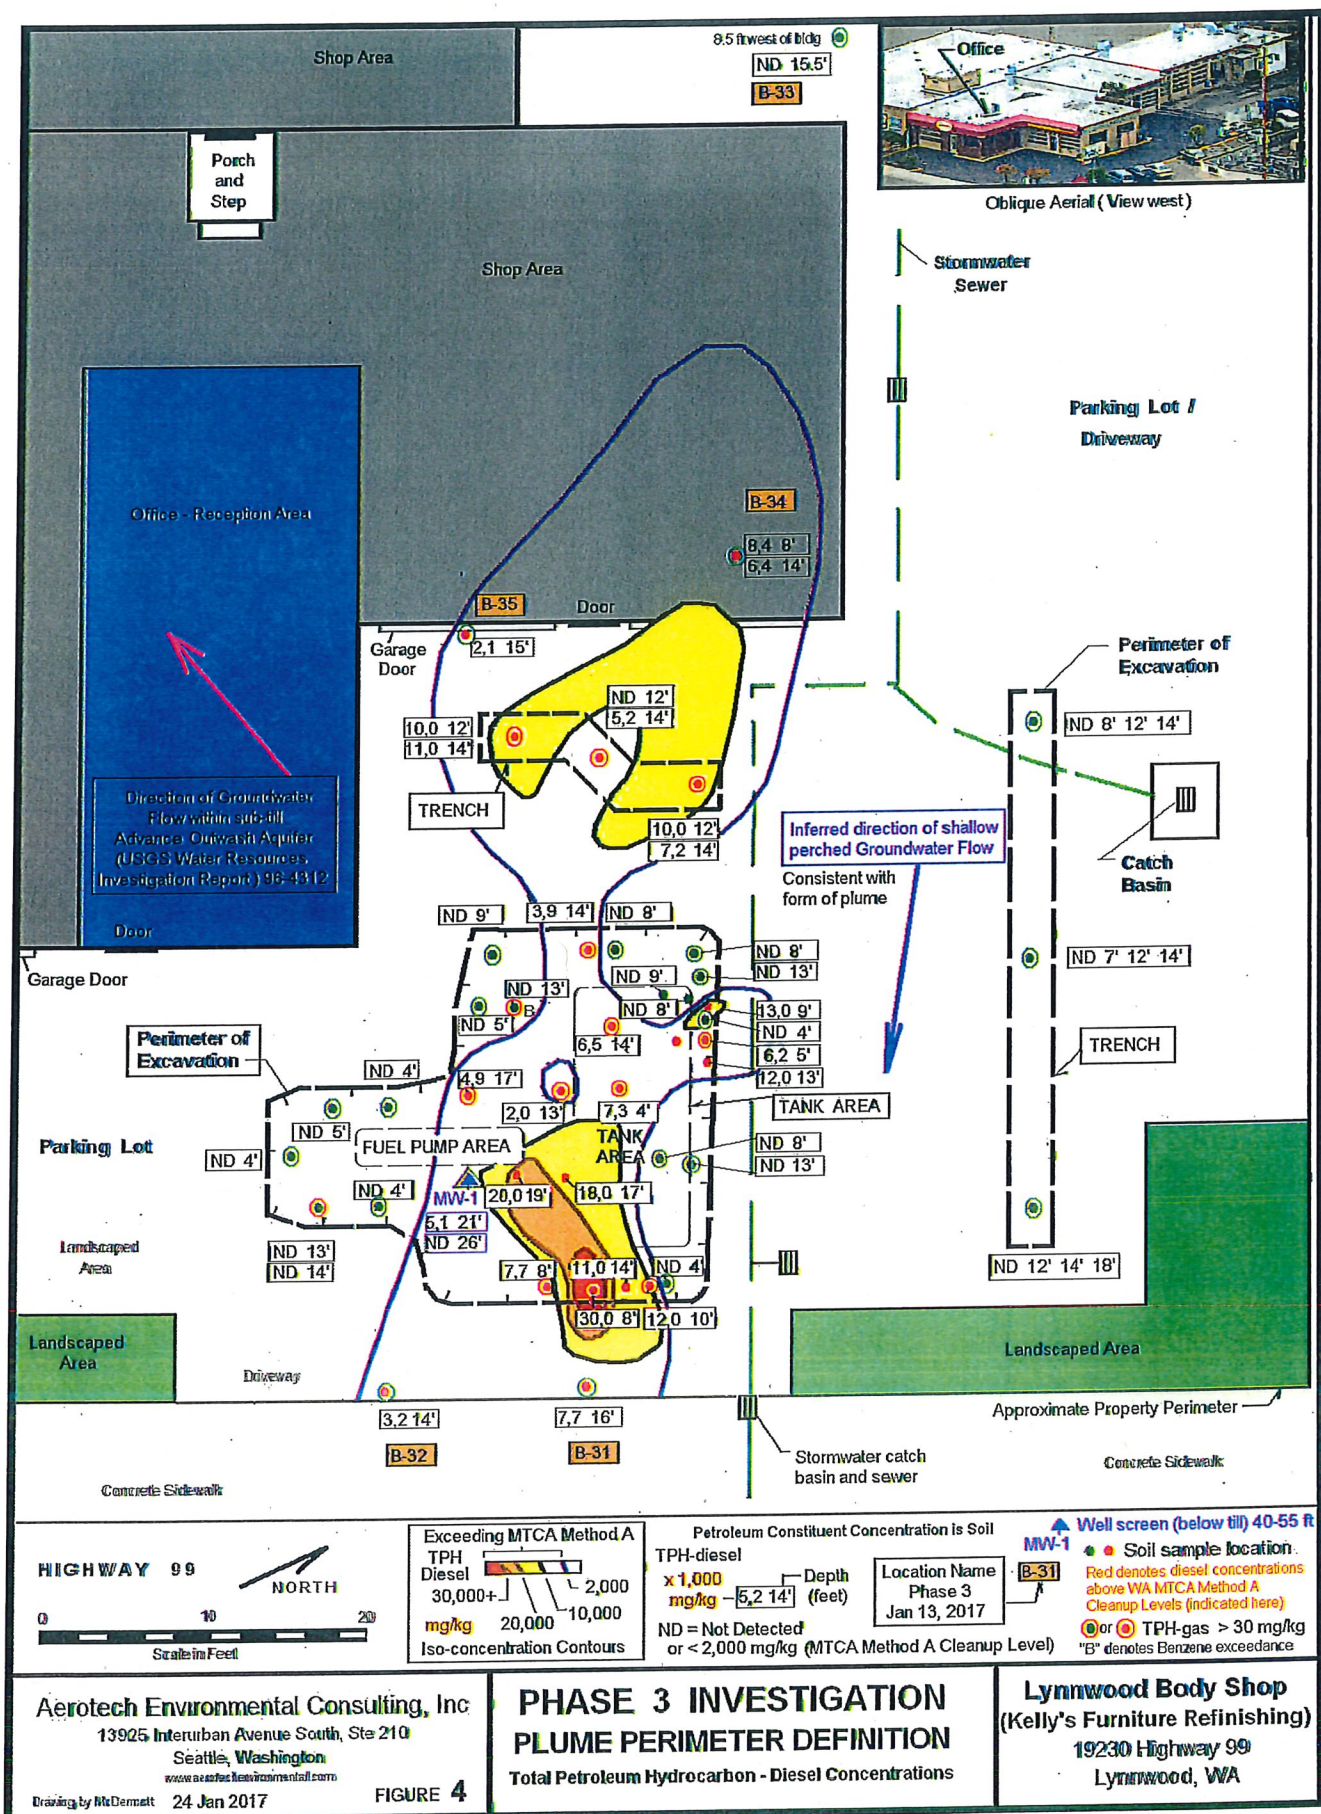 Shop Area
8.5 ft west of bldg
ND 15.5'
B-33
Office
Oblique Aerial ( View west )
Porch
and
Step
Shop Area
Stormwater
Sewer
Parking Lot /
Driveway
Office - Reception Area
B-34
8,4 8'
6,4 14'
B-35
Door
2,1 15'
Garage
Door
Perimeter of
Excavation
ND 12'
5,2 14'
10,0 12'
11,0 14'
ND 8' 12' 14'
TRENCH
Direction of Groundwater
Flow within sub-till
Advance Outwash Aquifer
(USGS Water Resources
Investigation Report ) 96-4312
10,0 12'
7,2 14'
Inferred direction of shallow
perched Groundwater Flow
Consistent with
form of plume
Catch
Basin
Door
Garage Door
ND 9'
3,9 14'
ND 8'
ND 8'
ND 13'
ND 9'
ND 13'
B
ND 8'
ND 5'
13,0 9'
ND 4'
6,2 5'
12,0 13'
6,5 14'
ND 7' 12' 14'
TRENCH
Perimeter of
Excavation
ND 4'
4,9 17'
2,0 13'
7,3 4'
TANK AREA
ND 5'
Parking Lot
FUEL PUMP AREA
TANK
AREA
ND 8'
ND 13'
ND 4'
ND 4'
MW-1
20,0 19'
18,0 17'
5,1 21'
ND 26'
Landscaped
Area
ND 13'
ND 14'
7,7 8'
11,0 14'
ND 4'
ND 12' 14' 18'
30,0 8'
12,0 10'
Landscaped
Area
Driveway
Landscaped Area
3,2 14'
7,7 16'
B-32
B-31
Approximate Property Perimeter
Stormwater catch
basin and sewer
Concrete Sidewalk
Concrete Sidewalk
HIGHWAY 99
NORTH
0 10 20
Scale in Feet
Exceeding MTCA Method A
TPH
Diesel
30,000+
2,000
10,000
mg/kg
20,000
Iso-concentration Contours
Petroleum Constituent Concentration is Soil
TPH-diesel
x 1,000
mg/kg
5,2 14'
Depth
(feet)
ND = Not Detected
or < 2,000 mg/kg (MTCA Method A Cleanup Level)
Location Name
Phase 3
Jan 13, 2017
B-31
MW-1
Well screen (below till) 40-55 ft
Soil sample location
Red denotes diesel concentrations
above WA MTCA Method A
Cleanup Levels (indicated here)
or TPH-gas > 30 mg/kg
"B" denotes Benzene exceedance
Aerotech Environmental Consulting, Inc
13925 Interurban Avenue South, Ste 210
Seattle, Washington
www.aerotechenvironmental.com
Drawing by McDermott 24 Jan 2017
FIGURE 4
PHASE 3 INVESTIGATION
PLUME PERIMETER DEFINITION
Total Petroleum Hydrocarbon - Diesel Concentrations
Lynnwood Body Shop
(Kelly's Furniture Refinishing)
19230 Highway 99
Lynnwood, WA